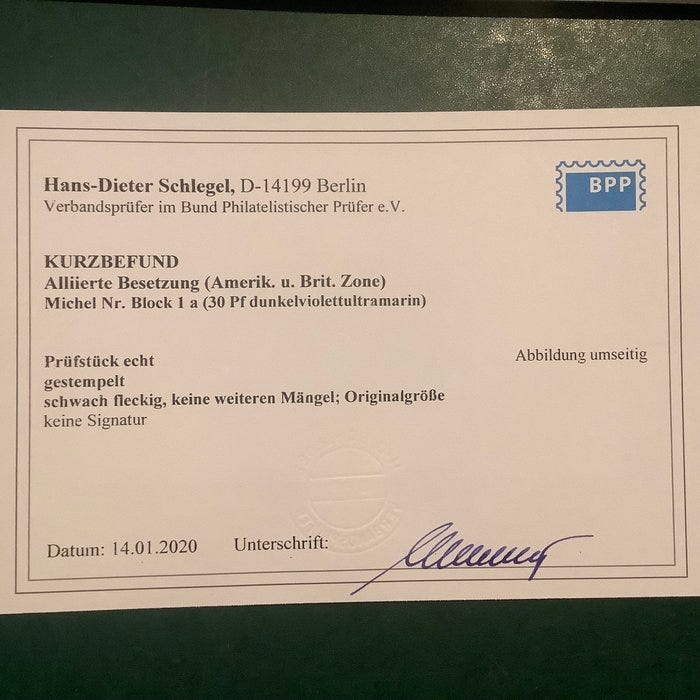 Hans-Dieter Schlegel, D-14199 Berlin
Verbandsprüfer im Bund Philatelistischer Prüfer e.V.
BPP
KURZBEFUND
Alliierte Besetzung (Amerik. u. Brit. Zone)
Michel Nr. Block 1 a (30 Pf dunkelviolettultramarin)
Abbildung umseitig
Prüfstück echt
gestempelt
schwach fleckig, keine weiteren Mängel; Originalgröße
keine Signatur
Datum: 14.01.2020 Unterschrift: